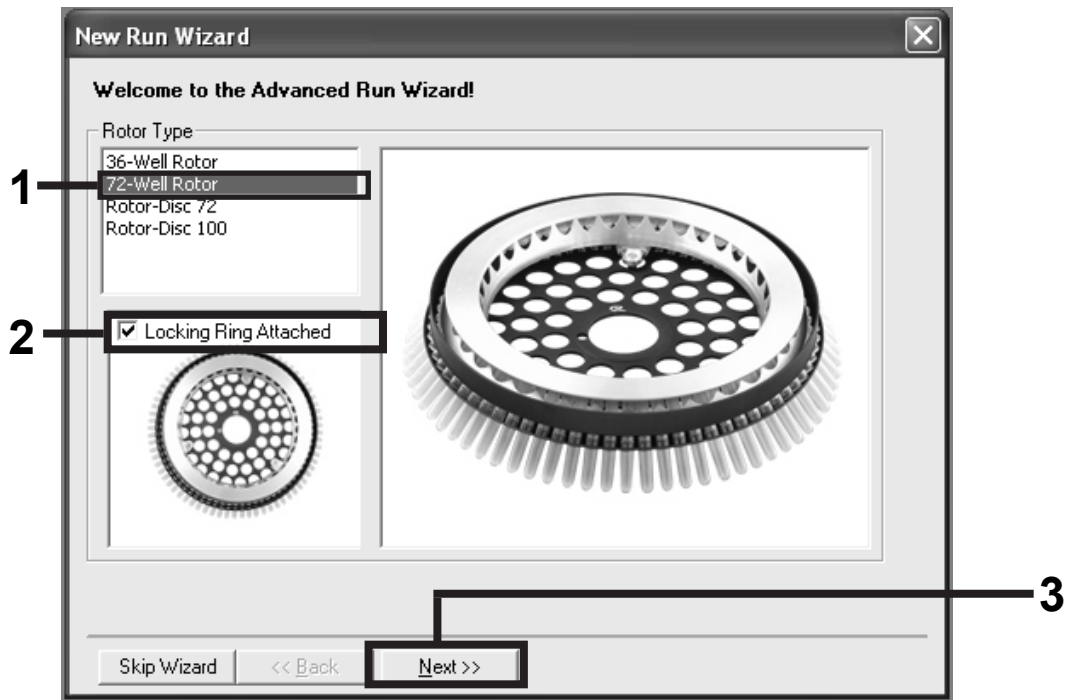 New Run Wizard
Welcome to the Advanced Run Wizard!
Rotor Type
36-Well Rotor
1
72-Well Rotor
Rotor-Disc 72
Rotor-Disc 100
2
Locking Ring Attached
3
Skip Wizard
<< Back
Next >>